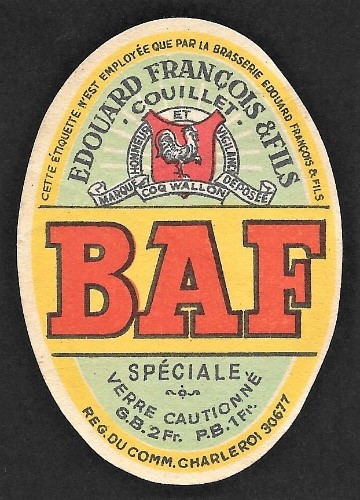 CETTE ÉTIQUETTE N'EST EMPLOYÉE QUE PAR LA BRASSERIE EDOUARD FRANÇOIS & FILS
EDOUARD FRANÇOIS & FILS
· COUILLET ·
HONNEUR ET VIGILANCE
MARQUE COQ WALLON DÉPOSÉE
BAF
SPÉCIALE
VERRE CAUTIONNÉ
G.B. 2 Fr. P.B. 1 Fr.
REG. DU COMM. CHARLEROI 30677